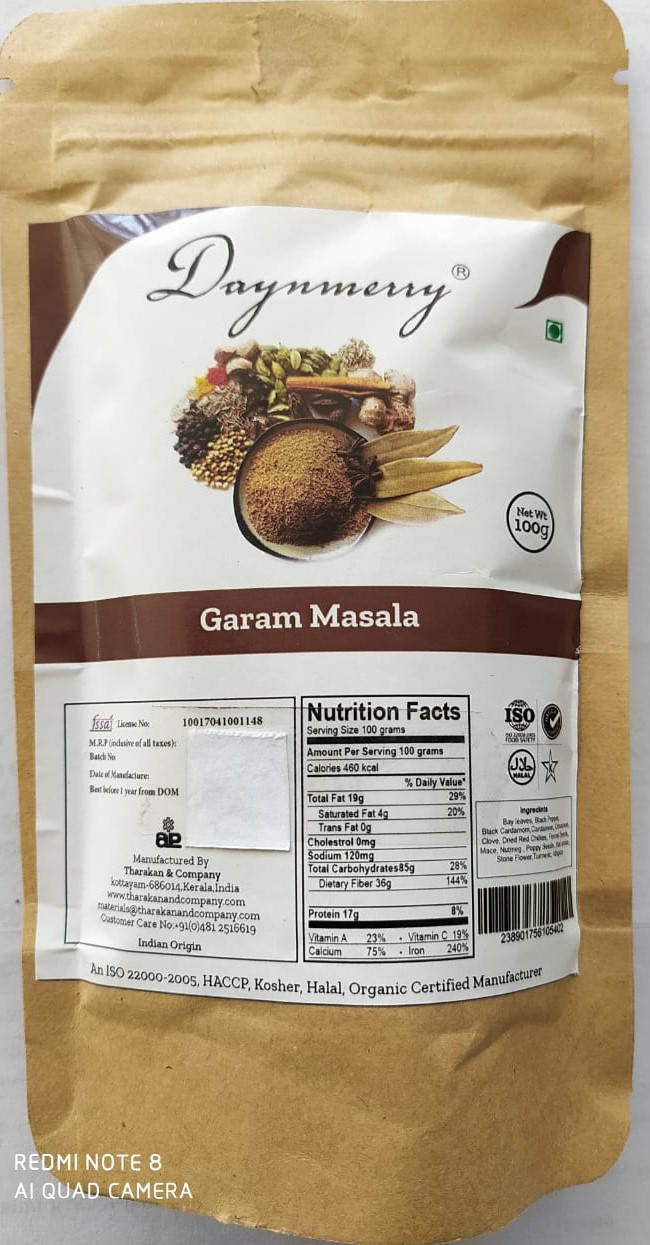 Daynmerry®
Net Wt
100g
Garam Masala
fssai License No: 10017041001148
M.R.P (inclusive of all taxes):
Batch No:
Date of Manufacture:
Best before 1 year from DOM
Manufactured By
Tharakan & Company
kottayam-686014,Kerala,India
www.tharakanandcompany.com
materials@tharakanandcompany.com
Customer Care No:+91(0)481 2516619
Indian Origin
Nutrition Facts
Serving Size 100 grams
Amount Per Serving 100 grams
Calories 460 kcal
% Daily Value*
Total Fat 19g 29%
Saturated Fat 4g 20%
Trans Fat 0g
Cholestrol 0mg
Sodium 120mg
Total Carbohydrates85g 28%
Dietary Fiber 36g 144%
Protein 17g 8%
Vitamin A 23% • Vitamin C 19%
Calcium 75% • Iron 240%
ISO
FOOD SAFETY
HALAL
K
Ingredients
Bay leaves, Black Pepper,
Black Cardamom,Cardamon,
Clove, Dried Red Chilies, Fennel
Mace, Nutmeg, Poppy Seeds,
Stone Flower,Turmeric,
238901756105402
An ISO 22000-2005, HACCP, Kosher, Halal, Organic Certified Manufacturer
REDMI NOTE 8
AI QUAD CAMERA